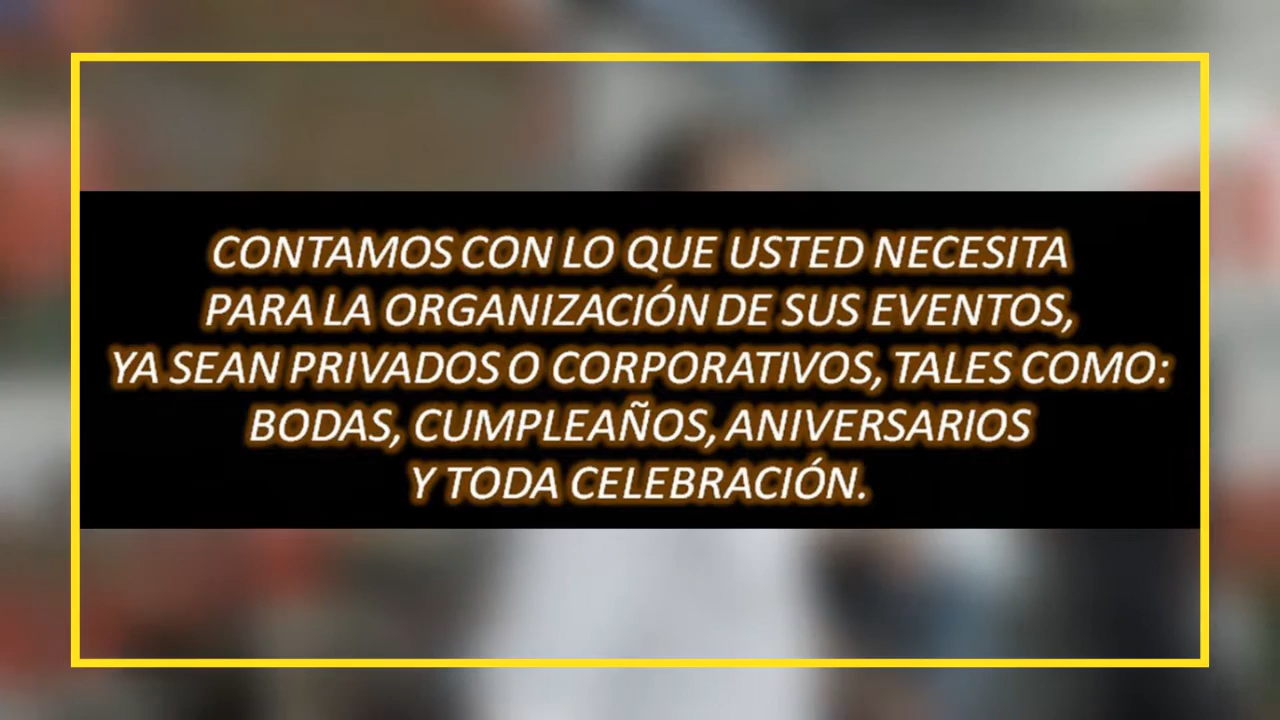 CONTAMOS CON LO QUE USTED NECESITA
PARA LA ORGANIZACIÓN DE SUS EVENTOS,
YA SEAN PRIVADOS O CORPORATIVOS, TALES COMO:
BODAS, CUMPLEAÑOS, ANIVERSARIOS
Y TODA CELEBRACIÓN.